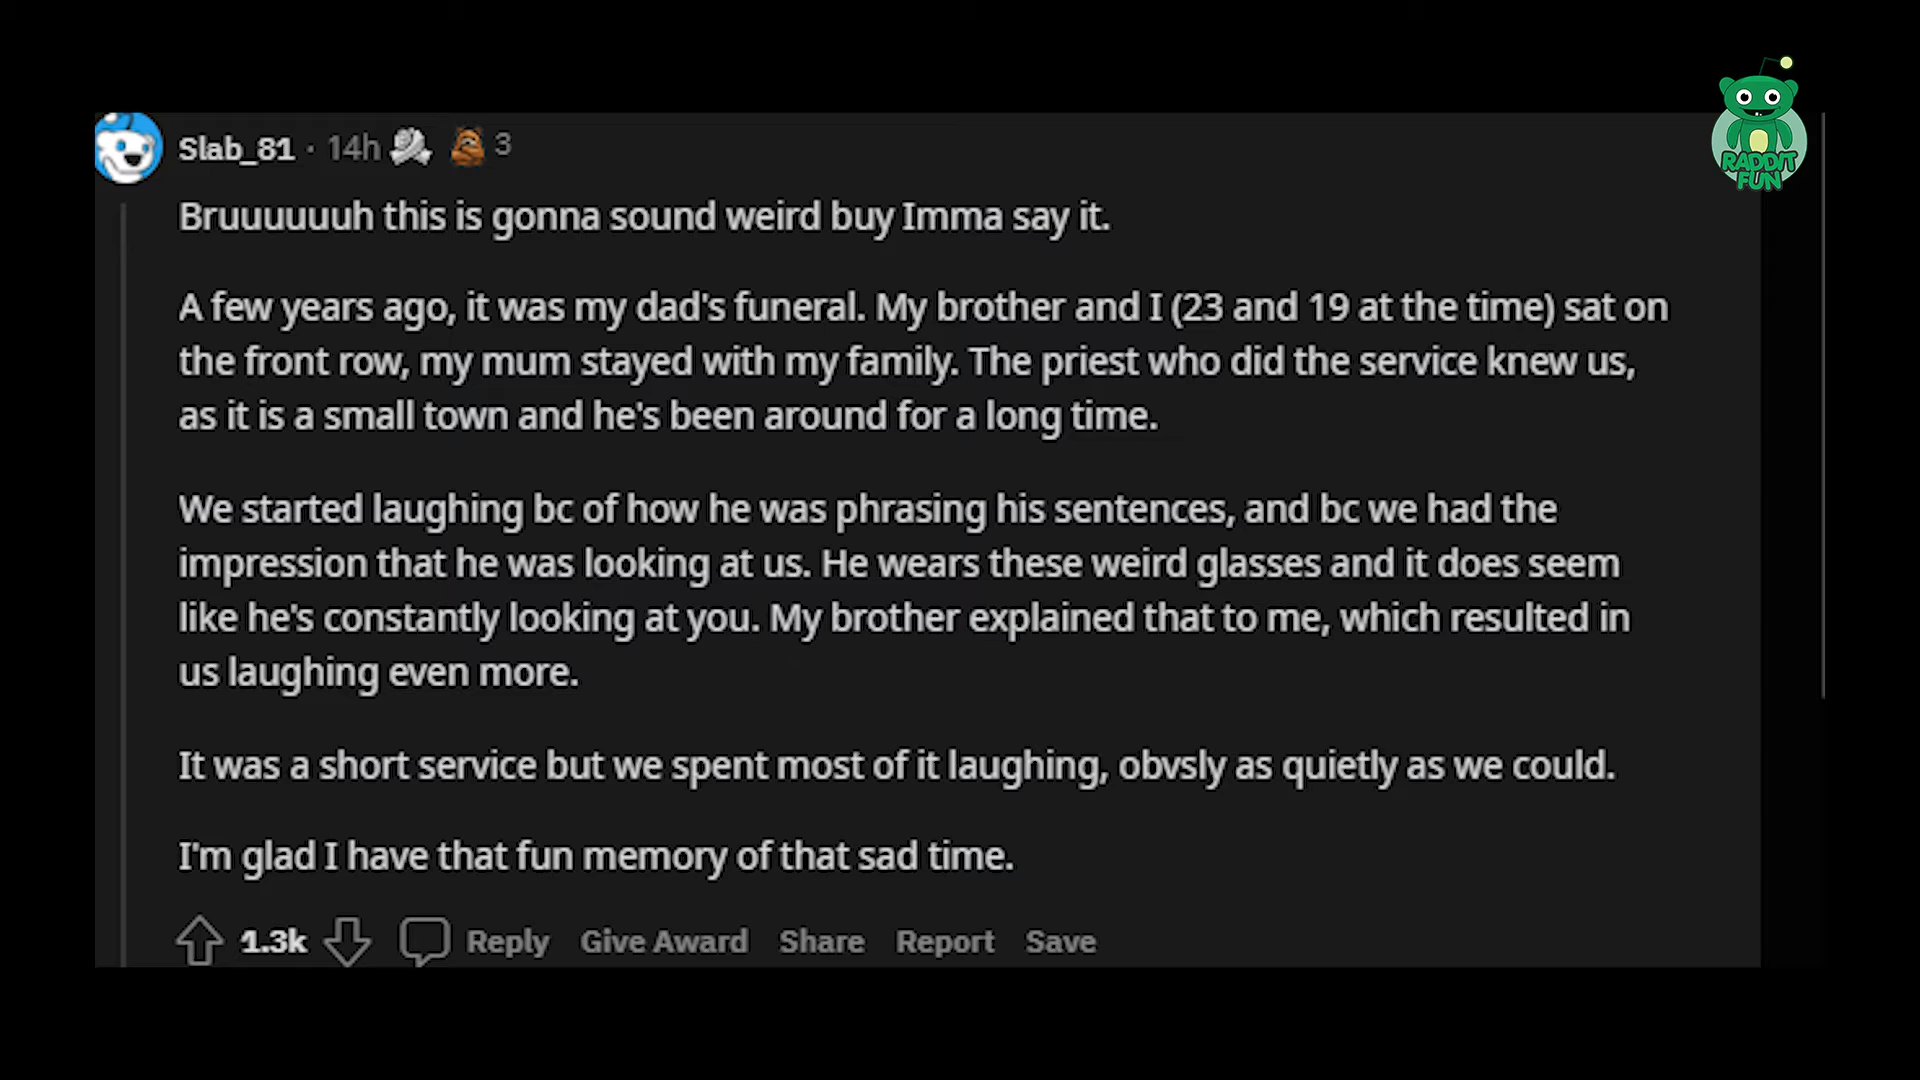 Slab_81 · 14h 3
Bruuuuuuh this is gonna sound weird buy Imma say it.
A few years ago, it was my dad's funeral. My brother and I (23 and 19 at the time) sat on
the front row, my mum stayed with my family. The priest who did the service knew us,
as it is a small town and he's been around for a long time.
We started laughing bc of how he was phrasing his sentences, and bc we had the
impression that he was looking at us. He wears these weird glasses and it does seem
like he's constantly looking at you. My brother explained that to me, which resulted in
us laughing even more.
It was a short service but we spent most of it laughing, obvsly as quietly as we could.
I'm glad I have that fun memory of that sad time.
1.3k Reply Give Award Share Report Save
RADDIT
FUN